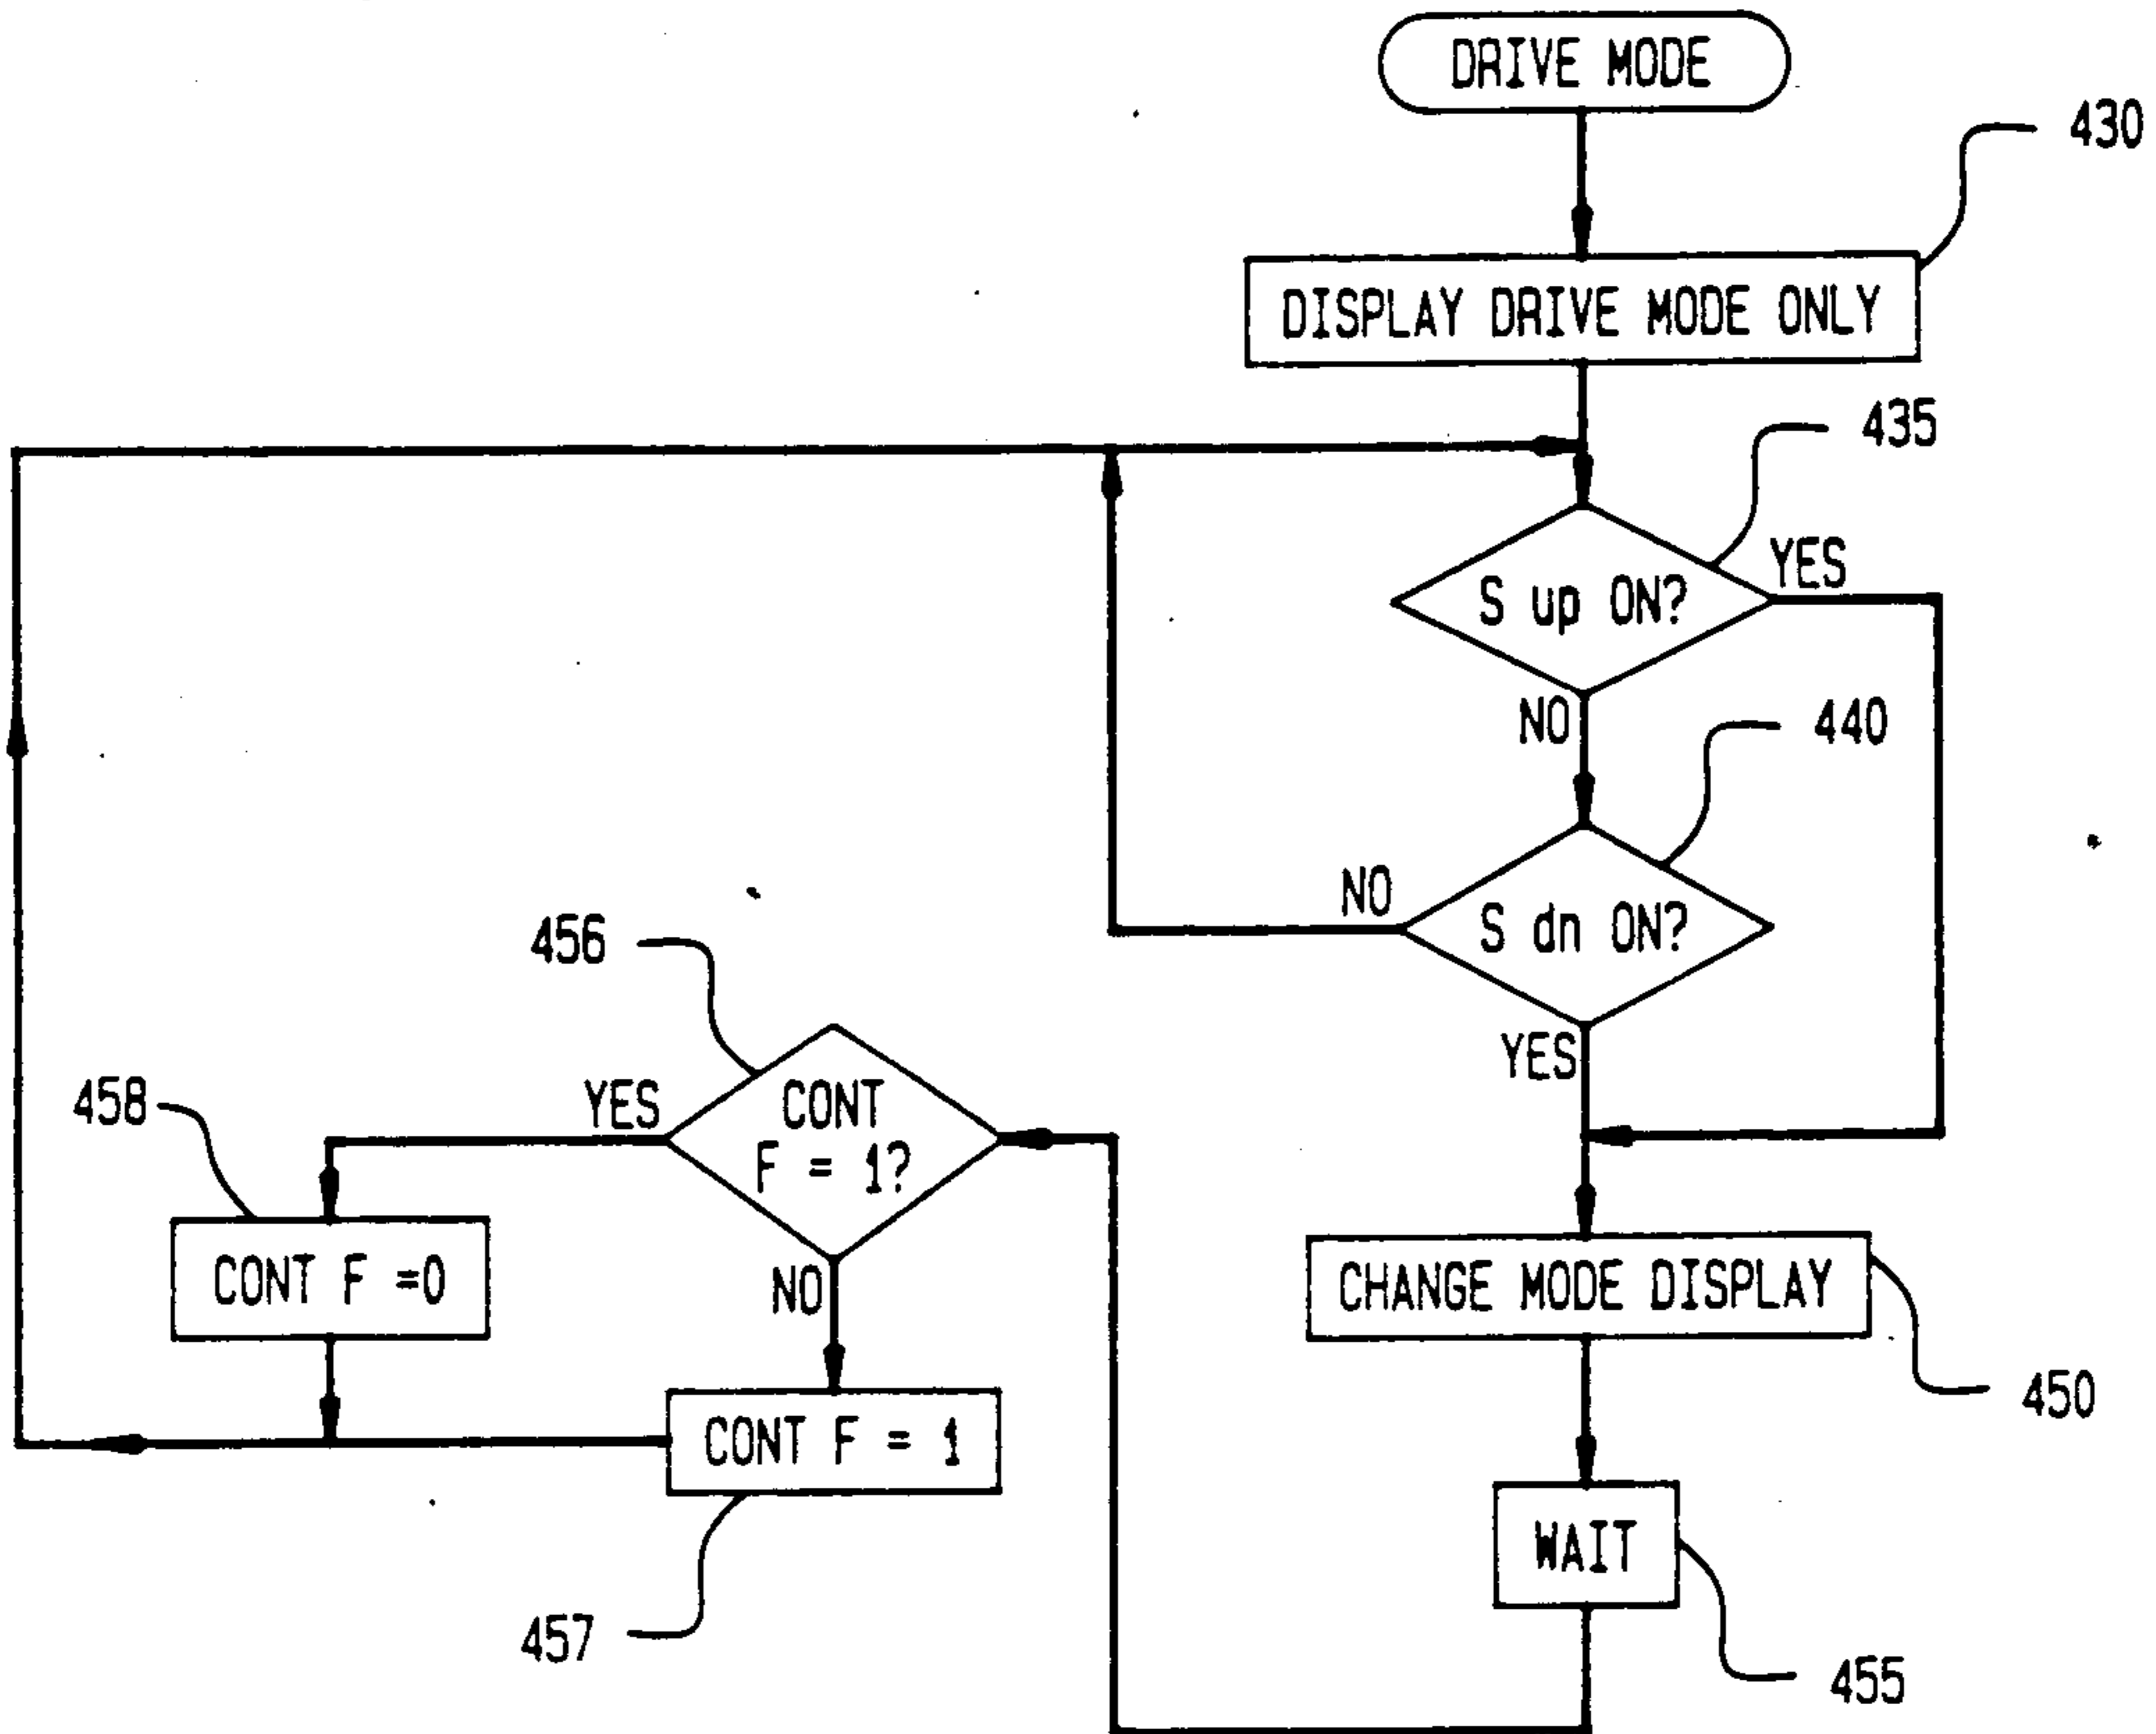 DRIVE MODE
430
DISPLAY DRIVE MODE ONLY
435
S up ON?
YES
NO
440
S dn ON?
NO
YES
456
CONT
F = 1?
YES
NO
458
CONT F =0
CONT F = 1
457
CHANGE MODE DISPLAY
450
WAIT
455